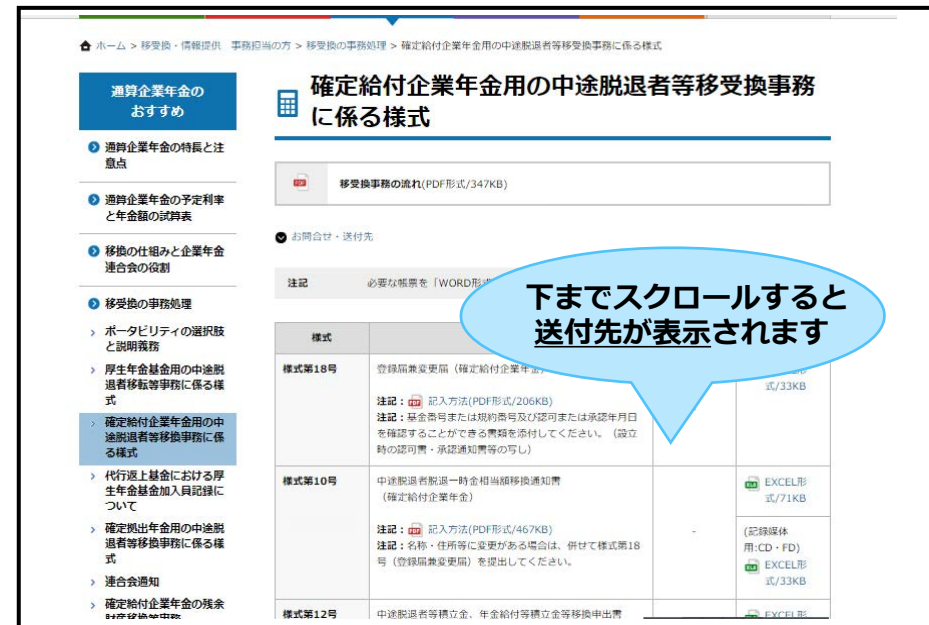 ホーム > 移受換・情報提供 事務担当の方 > 移受換の事務処理 > 確定給付企業年金用の中途脱退者等移受換事務に係る様式
通算企業年金の
おすすめ
通算企業年金の特長と注
意点
通算企業年金の予定利率
と年金額の試算表
移換の仕組みと企業年金
連合会の役割
移受換の事務処理
ポータビリティの選択肢
と説明義務
厚生年金基金用の中途脱
退者移転等事務に係る様
式
確定給付企業年金用の中
途脱退者等移換事務に係
る様式
代行返上基金における厚
生年金基金加入員記録に
ついて
確定拠出年金用の中途脱
退者等移換事務に係る様
式
連合会通知
確定給付企業年金の残余
財産移換等事務
確定給付企業年金用の中途脱退者等移受換事務
に係る様式
移受換事務の流れ(PDF形式/347KB)
お問合せ・送付先
注記 必要な帳票を「WORD形
下までスクロールすると
送付先が表示されます
様式
様式第18号 登録届兼変更届（確定給付企業年金）
式/33KB
注記： 記入方法(PDF形式/206KB)
注記：基金番号または規約番号及び認可または承認年月日
を確認することができる書類を添付してください。（設立
時の認可書・承認通知書等の写し）
様式第10号 中途脱退者脱退一時金相当額移換通知書
（確定給付企業年金）
注記： 記入方法(PDF形式/467KB)
注記：名称・住所等に変更がある場合は、併せて様式第18
号（登録届兼変更届）を提出してください。
-
EXCEL形
式/71KB
(記録媒体
用:CD・FD)
EXCEL形
式/33KB
様式第12号 中途脱退者等積立金、年金給付等積立金等移換申出書
EXCEL形